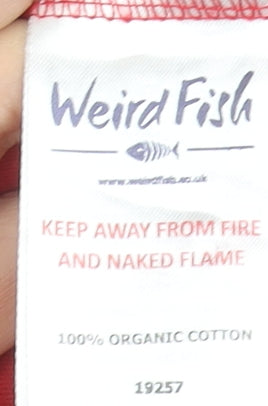 Weird Fish
www.weirdfish.co.uk
KEEP AWAY FROM FIRE
AND NAKED FLAME
100% ORGANIC COTTON
19257